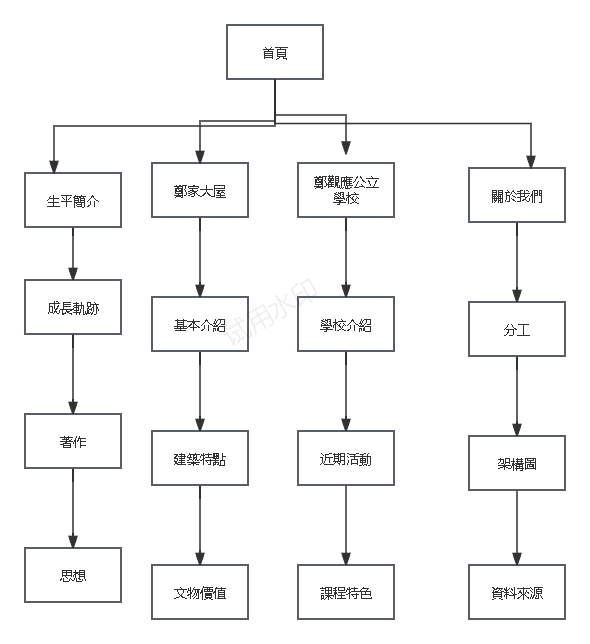 首頁
生平簡介
鄭家大屋
鄭觀應公立
學校
關於我們
成長軌跡
基本介紹
學校介紹
分工
试用水印
著作
建築特點
近期活動
架構圖
思想
文物價值
課程特色
資料來源